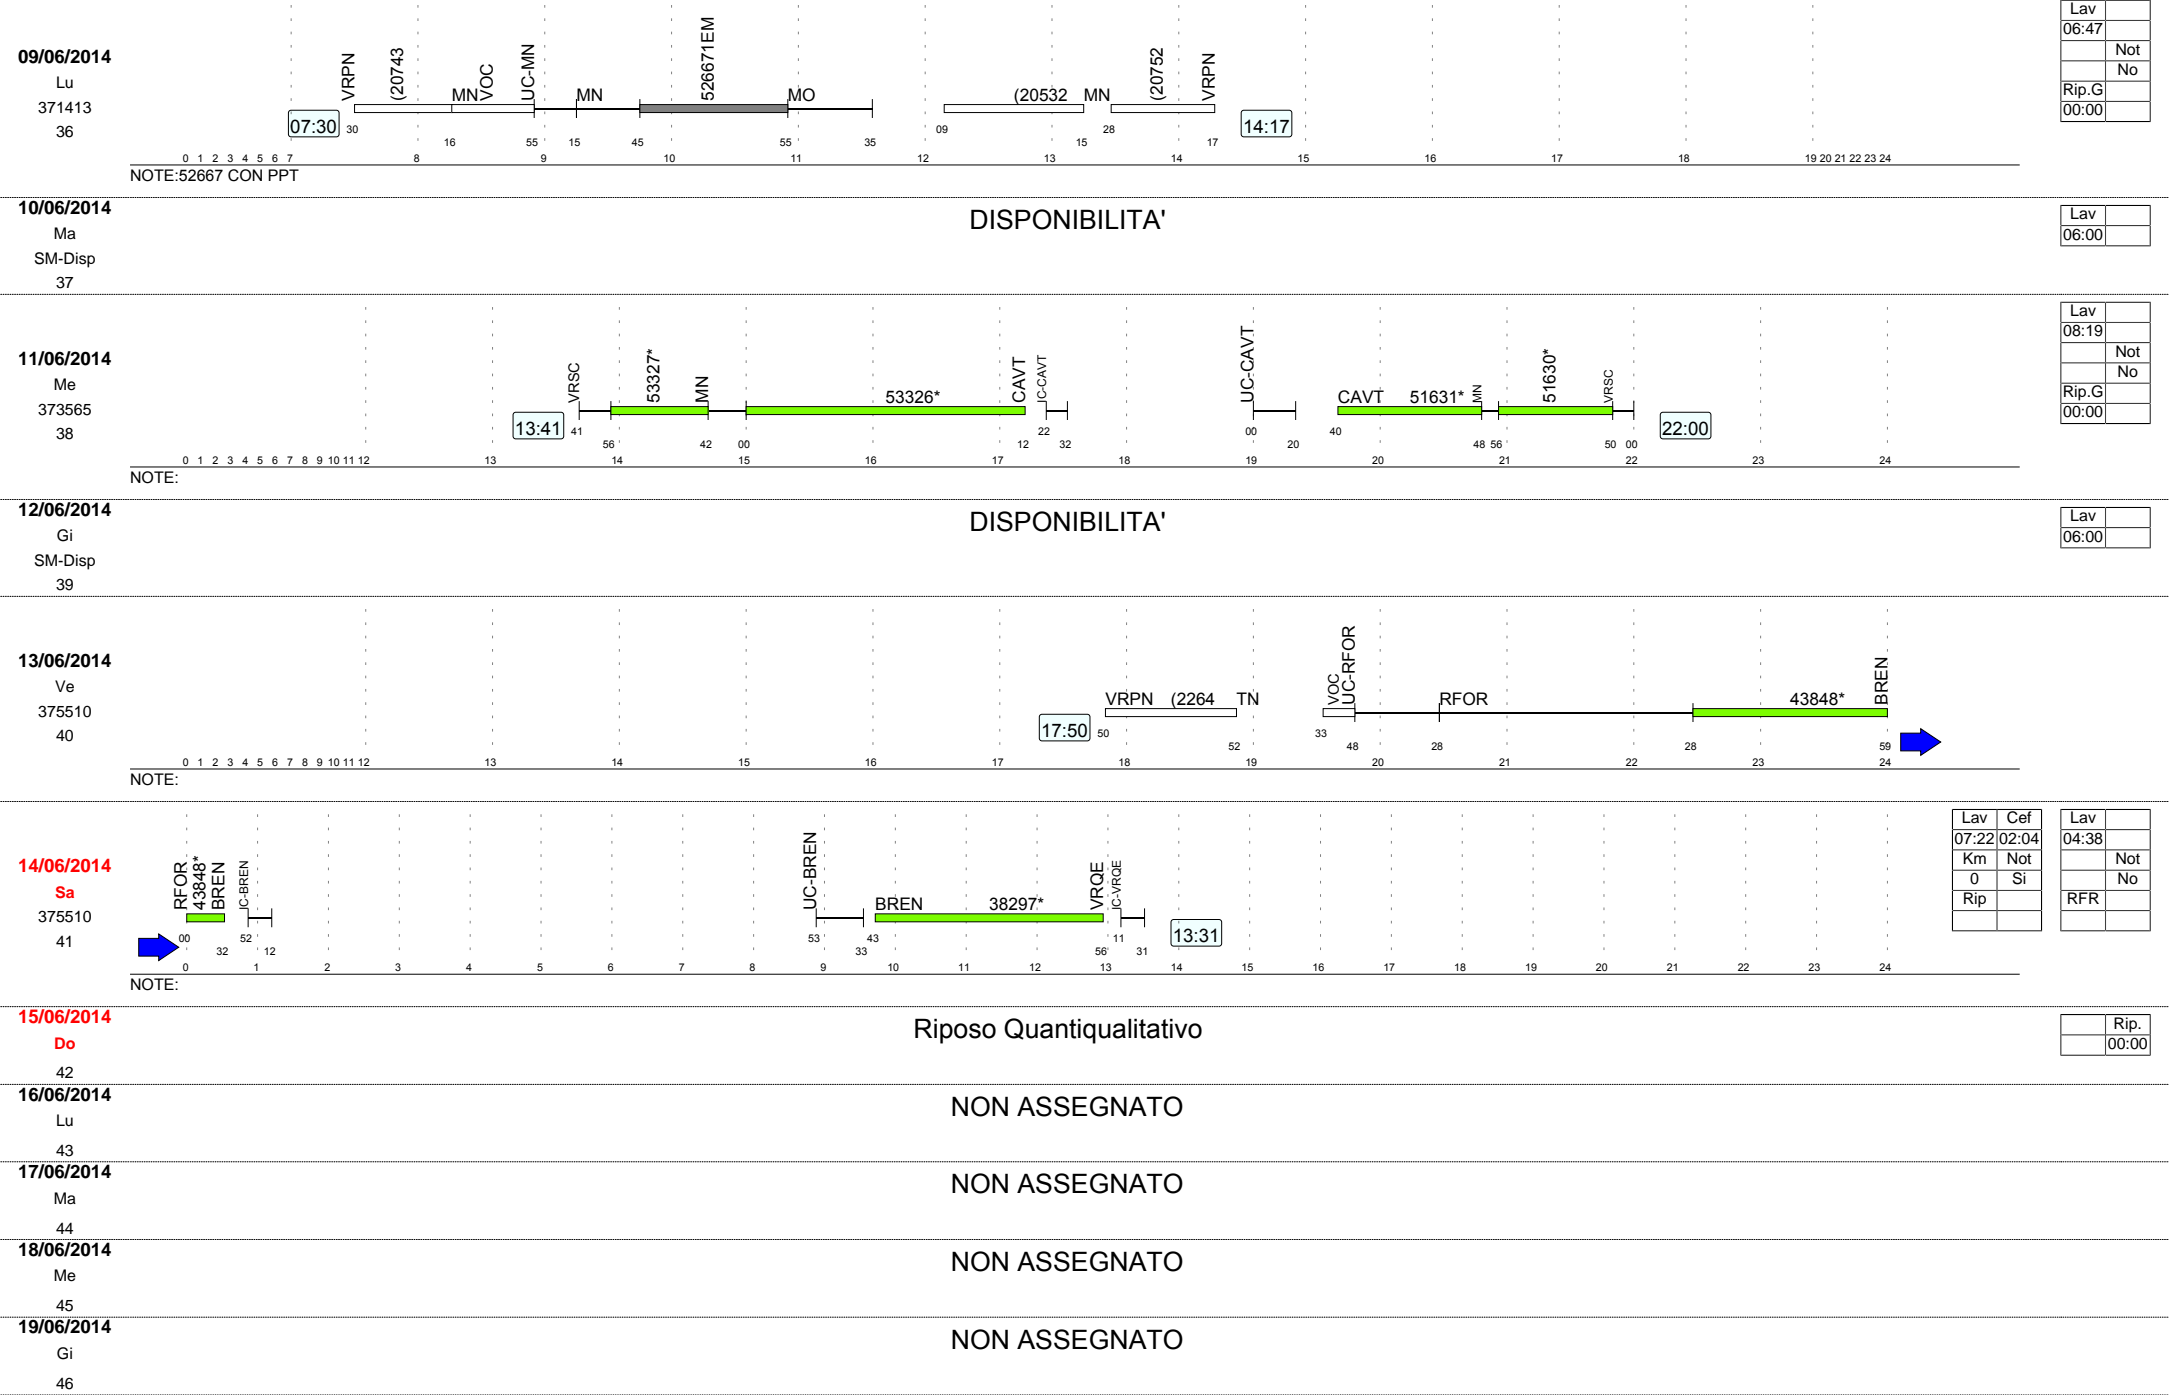 09/06/2014
Lu
371413
36
VRPN (20743 MN VOC UC-MN MN 526671EM MO (20532 MN (20752 VRPN
07:30 30 16 55 15 45 55 35 09 15 28 17 14:17
0 1 2 3 4 5 6 7 8 9 10 11 12 13 14 15 16 17 18 19 20 21 22 23 24
NOTE:52667 CON PPT
Lav
06:47
Not
No
Rip.G
00:00
10/06/2014
Ma
SM-Disp
37
DISPONIBILITA'
Lav
06:00
11/06/2014
Me
373565
38
VRSC 53327* MN 53326* CAVT IC-CAVT UC-CAVT CAVT 51631* MN 51630* VRSC
13:41 41 56 42 00 12 22 32 00 20 40 48 56 50 00 22:00
0 1 2 3 4 5 6 7 8 9 10 11 12 13 14 15 16 17 18 19 20 21 22 23 24
NOTE:
Lav
08:19
Not
No
Rip.G
00:00
12/06/2014
Gi
SM-Disp
39
DISPONIBILITA'
Lav
06:00
13/06/2014
Ve
375510
40
VRPN (2264 TN VOC UC-RFOR RFOR 43848* BREN
17:50 50 52 33 48 28 28 59
0 1 2 3 4 5 6 7 8 9 10 11 12 13 14 15 16 17 18 19 20 21 22 23 24
NOTE:
14/06/2014
Sa
375510
41
RFOR 43848* BREN IC-BREN UC-BREN BREN 38297* VRQE IC-VRQE
00 32 52 12 53 33 43 56 11 31 13:31
0 1 2 3 4 5 6 7 8 9 10 11 12 13 14 15 16 17 18 19 20 21 22 23 24
NOTE:
Lav Cef
07:22 02:04
Km Not
0 Si
Rip
Lav
04:38
Not
No
RFR
15/06/2014
Do
42
Riposo Quantiqualitativo
Rip.
00:00
16/06/2014
Lu
43
NON ASSEGNATO
17/06/2014
Ma
44
NON ASSEGNATO
18/06/2014
Me
45
NON ASSEGNATO
19/06/2014
Gi
46
NON ASSEGNATO